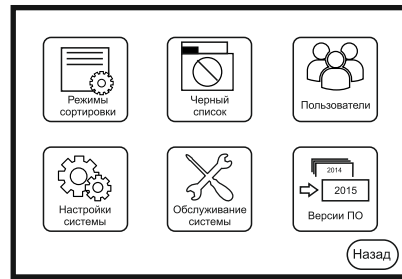 Режимы
сортировки
Черный
список
Пользователи
Настройки
системы
Обслуживание
системы
2014
2015
Версии ПО
Назад